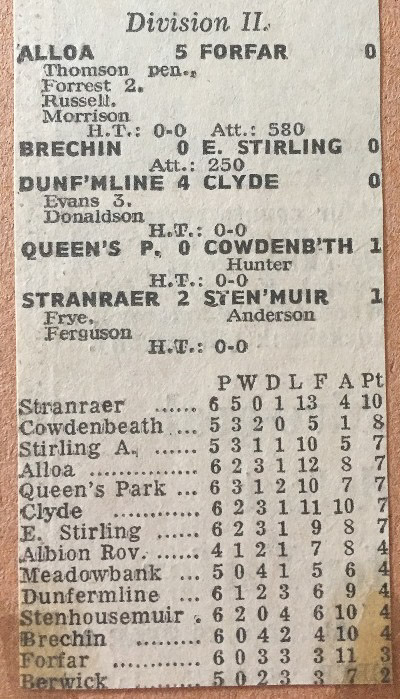 Division II.
ALLOA 5 FORFAR 0
Thomson pen.,
Forrest 2.
Russell.
Morrison
H.T.: 0-0 Att.: 580
BRECHIN 0 E. STIRLING 0
Att.: 250
DUNF'MLINE 4 CLYDE 0
Evans 3.
Donaldson
H.T.: 0-0
QUEEN'S P. 0 COWDENB'TH 1
Hunter
H.T.: 0-0
STRANRAER 2 STEN'MUIR 1
Frye. Anderson
Ferguson
H.T.: 0-0
P W D L F A Pt
Stranraer ...... 6 5 0 1 13 4 10
Cowdenbeath ... 5 3 2 0 5 1 8
Stirling A. ..... 5 3 1 1 10 5 7
Alloa .............. 6 2 3 1 12 8 7
Queen's Park ... 6 3 1 2 10 7 7
Clyde ............ 6 2 3 1 11 10 7
E. Stirling ...... 6 2 3 1 9 8 7
Albion Rov. ...... 4 1 2 1 7 8 4
Meadowbank ... 5 0 4 1 5 6 4
Dunfermline ... 6 1 2 3 6 9 4
Stenhousemuir . 6 2 0 4 6 10 4
Brechin ......... 6 0 4 2 4 10 4
Forfar ............ 6 0 3 3 3 11 3
Berwick ......... 5 0 2 3 3 7 2